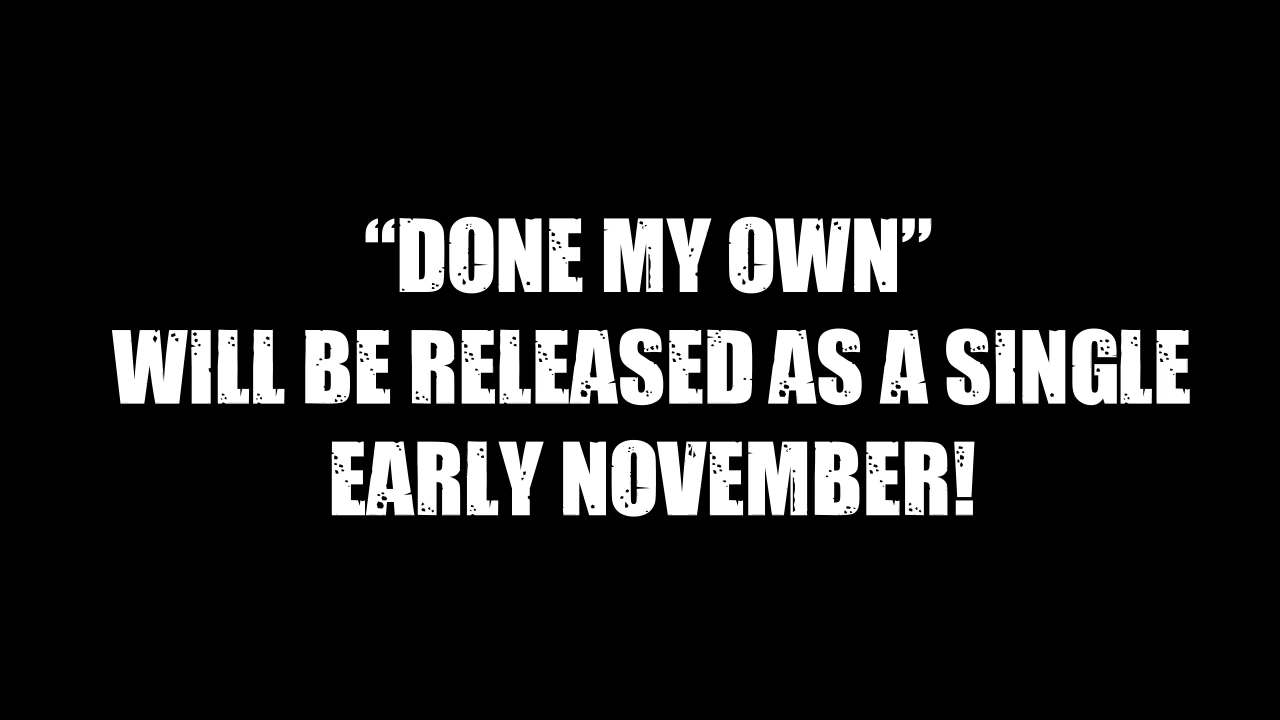 “DONE MY OWN”
WILL BE RELEASED AS A SINGLE
EARLY NOVEMBER!